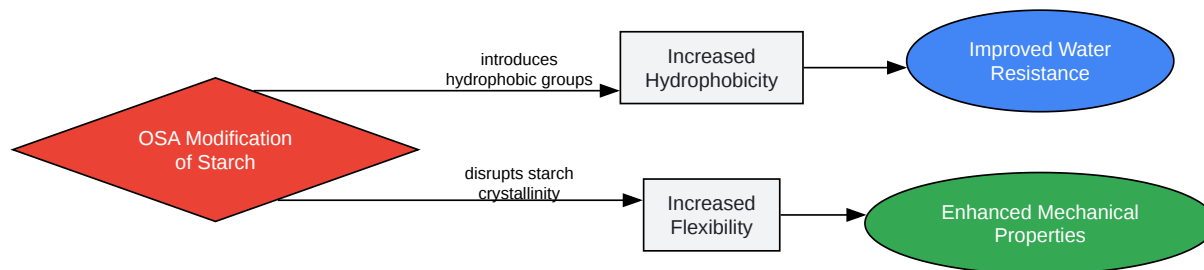 OSA Modification
of Starch
introduces
hydrophobic groups
Increased
Hydrophobicity
Improved Water
Resistance
disrupts starch
crystallinity
Increased
Flexibility
Enhanced Mechanical
Properties